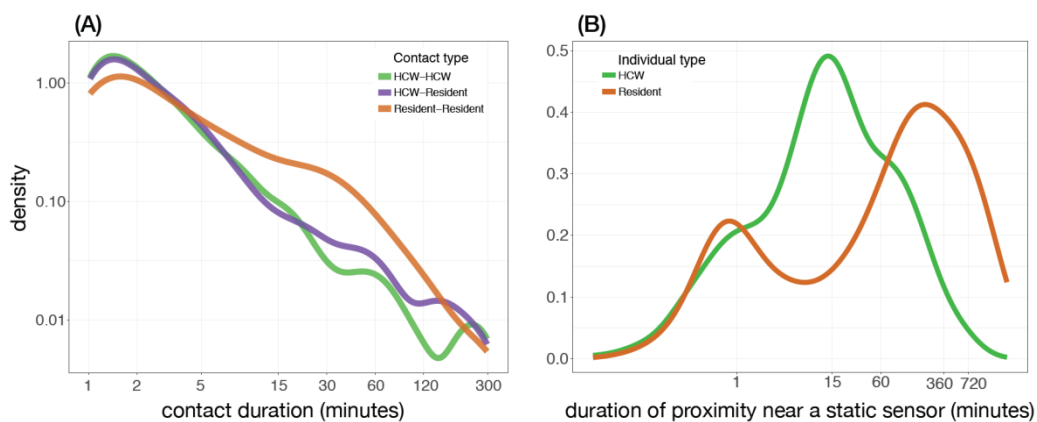 (A)
Contact type
HCW–HCW
HCW–Resident
Resident–Resident
density
1.00
0.10
0.01
1 2 5 15 30 60 120 300
contact duration (minutes)
(B)
Individual type
HCW
Resident
0.5
0.4
0.3
0.2
0.1
0.0
1 15 60 360 720
duration of proximity near a static sensor (minutes)